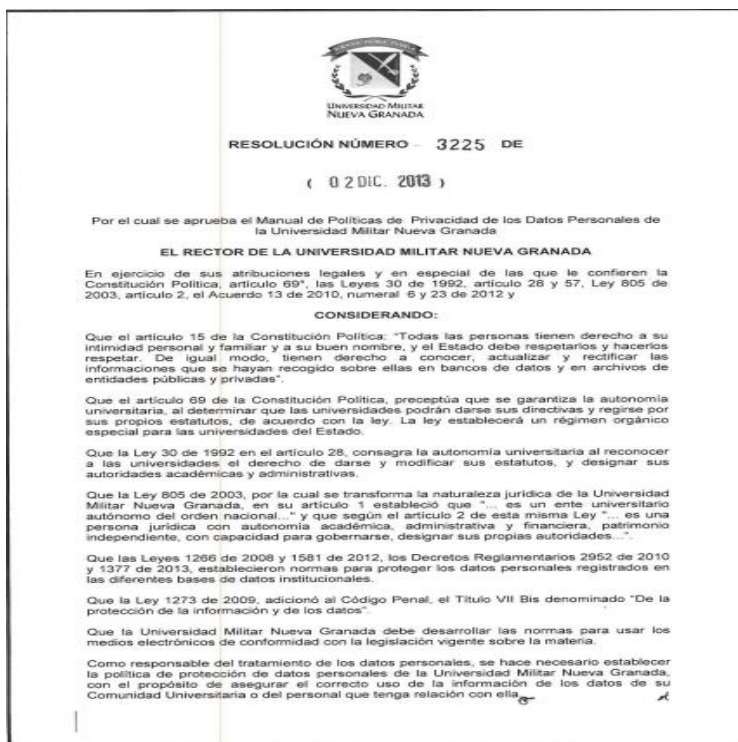 UNIVERSIDAD MILITAR
NUEVA GRANADA
RESOLUCIÓN NÚMERO - 3225 DE
( 02 DIC. 2013 )
Por el cual se aprueba el Manual de Políticas de Privacidad de los Datos Personales de
la Universidad Militar Nueva Granada
EL RECTOR DE LA UNIVERSIDAD MILITAR NUEVA GRANADA
En ejercicio de sus atribuciones legales y en especial de las que le confieren la
Constitución Política, artículo 69°, las Leyes 30 de 1992, artículo 28 y 57, Ley 805 de
2003, artículo 2, el Acuerdo 13 de 2010, numeral 6 y 23 de 2012 y
CONSIDERANDO:
Que el artículo 15 de la Constitución Política: "Todas las personas tienen derecho a su
intimidad personal y familiar y a su buen nombre, y el Estado debe respetarlos y hacerlos
respetar. De igual modo, tienen derecho a conocer, actualizar y rectificar las
informaciones que se hayan recogido sobre ellas en bancos de datos y en archivos de
entidades públicas y privadas".
Que el artículo 69 de la Constitución Política, preceptúa que se garantiza la autonomía
universitaria, al determinar que las universidades podrán darse sus directivas y regirse por
sus propios estatutos, de acuerdo con la ley. La ley establecerá un régimen orgánico
especial para las universidades del Estado.
Que la Ley 30 de 1992 en el artículo 28, consagra la autonomía universitaria al reconocer
a las universidades el derecho de darse y modificar sus estatutos, y designar sus
autoridades académicas y administrativas.
Que la Ley 805 de 2003, por la cual se transforma la naturaleza jurídica de la Universidad
Militar Nueva Granada, en su artículo 1 estableció que "... es un ente universitario
autónomo del orden nacional..." y que según el artículo 2 de esta misma Ley "... es una
persona jurídica con autonomía académica, administrativa y financiera, patrimonio
independiente, con capacidad para gobernarse, designar sus propias autoridades...".
Que las Leyes 1266 de 2008 y 1581 de 2012, los Decretos Reglamentarios 2952 de 2010
y 1377 de 2013, establecieron normas para proteger los datos personales registrados en
las diferentes bases de datos institucionales.
Que la Ley 1273 de 2009, adicionó al Código Penal, el Título VII Bis denominado "De la
protección de la información y de los datos".
Que la Universidad Militar Nueva Granada debe desarrollar las normas para usar los
medios electrónicos de conformidad con la legislación vigente sobre la materia.
Como responsable del tratamiento de los datos personales, se hace necesario establecer
la política de protección de datos personales de la Universidad Militar Nueva Granada,
con el propósito de asegurar el correcto uso de la información de los datos de su
Comunidad Universitaria o del personal que tenga relación con ella.